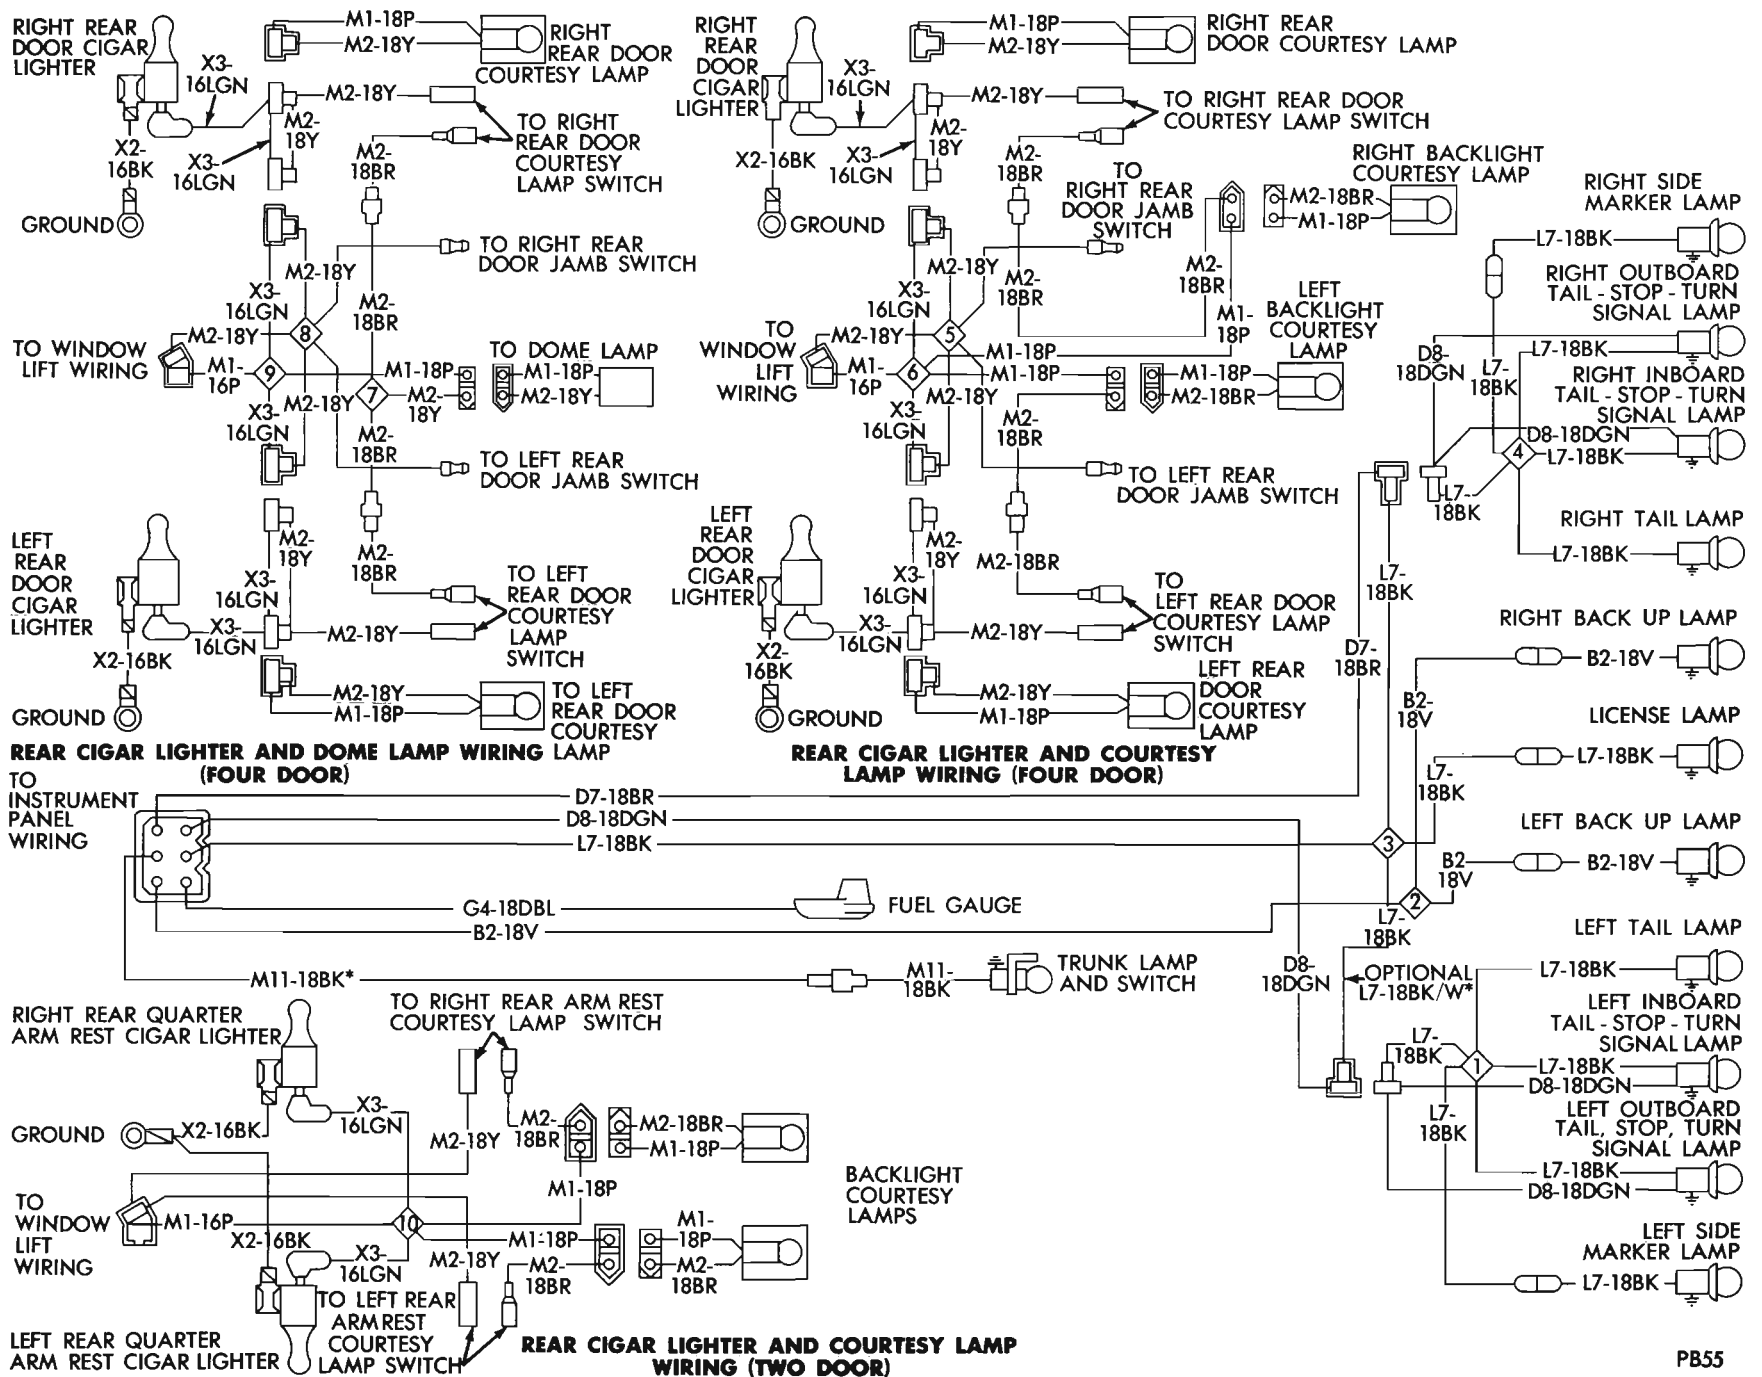 RIGHT REAR
DOOR CIGAR
LIGHTER
X3-
16LGN
M1-18P
M2-18Y
RIGHT
REAR DOOR
COURTESY LAMP
M2-18Y
M2-
18Y
X2-
16BK
X3-
16LGN
M2-
18BR
TO RIGHT
REAR DOOR
COURTESY
LAMP SWITCH
GROUND
TO RIGHT REAR
DOOR JAMB SWITCH
M2-18Y
X3-
16LGN
M2-
18BR
M2-18Y
8
TO WINDOW
LIFT WIRING
M1-
16P
9
M1-18P
7
M2-
18Y
TO DOME LAMP
M1-18P
M2-18Y
M2-18Y
X3-
16LGN
M2-
18BR
TO LEFT REAR
DOOR JAMB SWITCH
LEFT
REAR
DOOR
CIGAR
LIGHTER
M2-
18Y
M2-
18BR
X3-
16LGN
X3-
16LGN
M2-18Y
TO LEFT
REAR DOOR
COURTESY
LAMP
SWITCH
X2-16BK
GROUND
M2-18Y
M1-18P
TO LEFT
REAR DOOR
COURTESY
LAMP
REAR CIGAR LIGHTER AND DOME LAMP WIRING
(FOUR DOOR)
RIGHT
REAR
DOOR
CIGAR
LIGHTER
X3-
16LGN
M1-18P
M2-18Y
RIGHT REAR
DOOR COURTESY LAMP
M2-18Y
M2-
18Y
TO RIGHT REAR DOOR
COURTESY LAMP SWITCH
X2-16BK
X3-
16LGN
M2-
18BR
TO
RIGHT REAR
DOOR JAMB
SWITCH
RIGHT BACKLIGHT
COURTESY LAMP
M2-18BR
M1-18P
GROUND
M2-18Y
X3-
16LGN
M2-
18BR
M2-
18BR
M1-
18P
LEFT
BACKLIGHT
COURTESY
LAMP
TO
WINDOW
LIFT
WIRING
M2-18Y
5
M1-
16P
6
M1-18P
M1-18P
M2-18Y
M1-18P
M2-18BR
X3-
16LGN
M2-
18BR
TO LEFT REAR
DOOR JAMB SWITCH
LEFT
REAR
DOOR
CIGAR
LIGHTER
M2-
18Y
M2-18BR
X3-
16LGN
X3-
16LGN
M2-18Y
TO
LEFT REAR DOOR
COURTESY LAMP
SWITCH
X2-
16BK
GROUND
M2-18Y
M1-18P
LEFT REAR
DOOR
COURTESY
LAMP
REAR CIGAR LIGHTER AND COURTESY
LAMP WIRING (FOUR DOOR)
RIGHT SIDE
MARKER LAMP
L7-18BK
RIGHT OUTBOARD
TAIL - STOP - TURN
SIGNAL LAMP
D8-
18DGN
L7-
18BK
L7-18BK
RIGHT INBOARD
TAIL - STOP - TURN
SIGNAL LAMP
D8-18DGN
4
L7-18BK
L7-
18BK
RIGHT TAIL LAMP
L7-18BK
L7-
18BK
D7-
18BR
RIGHT BACK UP LAMP
B2-18V
B2-
18V
LICENSE LAMP
L7-18BK
L7-
18BK
LEFT BACK UP LAMP
3
B2
18V
B2-18V
2
L7-
18BK
TO
INSTRUMENT
PANEL
WIRING
D7-18BR
D8-18DGN
L7-18BK
G4-18DBL
FUEL GAUGE
B2-18V
M11-18BK*
M11-
18BK
TRUNK LAMP
AND SWITCH
D8-
18DGN
OPTIONAL
L7-18BK/W*
LEFT TAIL LAMP
L7-18BK
LEFT INBOARD
TAIL - STOP - TURN
SIGNAL LAMP
L7-
18BK
1
L7-18BK
D8-18DGN
L7-
18BK
LEFT OUTBOARD
TAIL, STOP, TURN
SIGNAL LAMP
L7-18BK
D8-18DGN
LEFT SIDE
MARKER LAMP
L7-18BK
RIGHT REAR QUARTER
ARM REST CIGAR LIGHTER
TO RIGHT REAR ARM REST
COURTESY LAMP SWITCH
X3-
16LGN
GROUND
X2-16BK
M2-18Y
M2-
18BR
M2-18BR
M1-18P
M1-18P
BACKLIGHT
COURTESY
LAMPS
TO
WINDOW
LIFT
WIRING
M1-16P
10
X2-16BK
X3-
16LGN
M2-18Y
M1-18P
M2-
18BR
M1-
18P
M2-
18BR
TO LEFT REAR
ARMREST
COURTESY
LAMP SWITCH
LEFT REAR QUARTER
ARM REST CIGAR LIGHTER
REAR CIGAR LIGHTER AND COURTESY LAMP
WIRING (TWO DOOR)
PB55